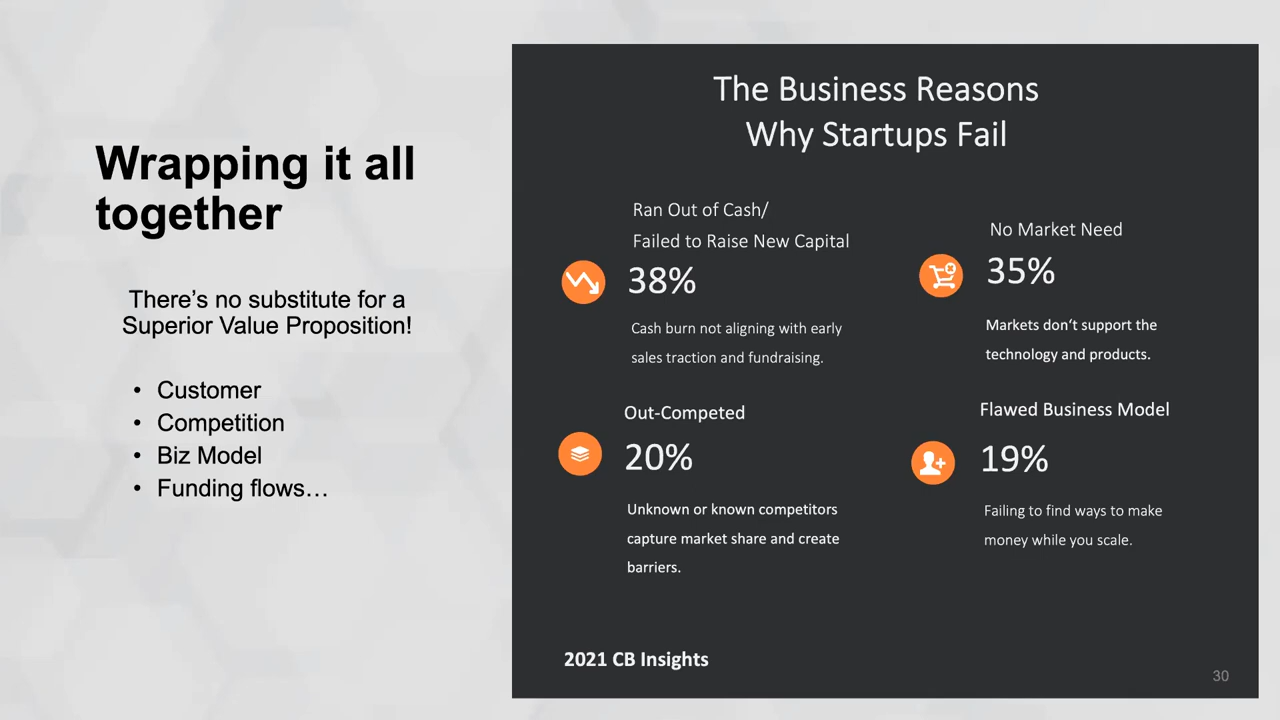 Wrapping it all
together
There’s no substitute for a
Superior Value Proposition!
• Customer
• Competition
• Biz Model
• Funding flows…
The Business Reasons
Why Startups Fail
Ran Out of Cash/
Failed to Raise New Capital
38%
Cash burn not aligning with early
sales traction and fundraising.
No Market Need
35%
Markets don’t support the
technology and products.
Out-Competed
20%
Unknown or known competitors
capture market share and create
barriers.
Flawed Business Model
19%
Failing to find ways to make
money while you scale.
2021 CB Insights
30